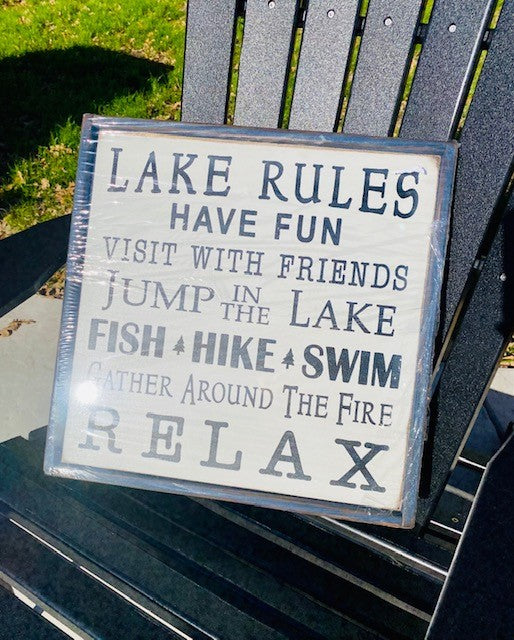 LAKE RULES
HAVE FUN
VISIT WITH FRIENDS
JUMP IN THE LAKE
FISH HIKE SWIM
GATHER AROUND THE FIRE
RELAX